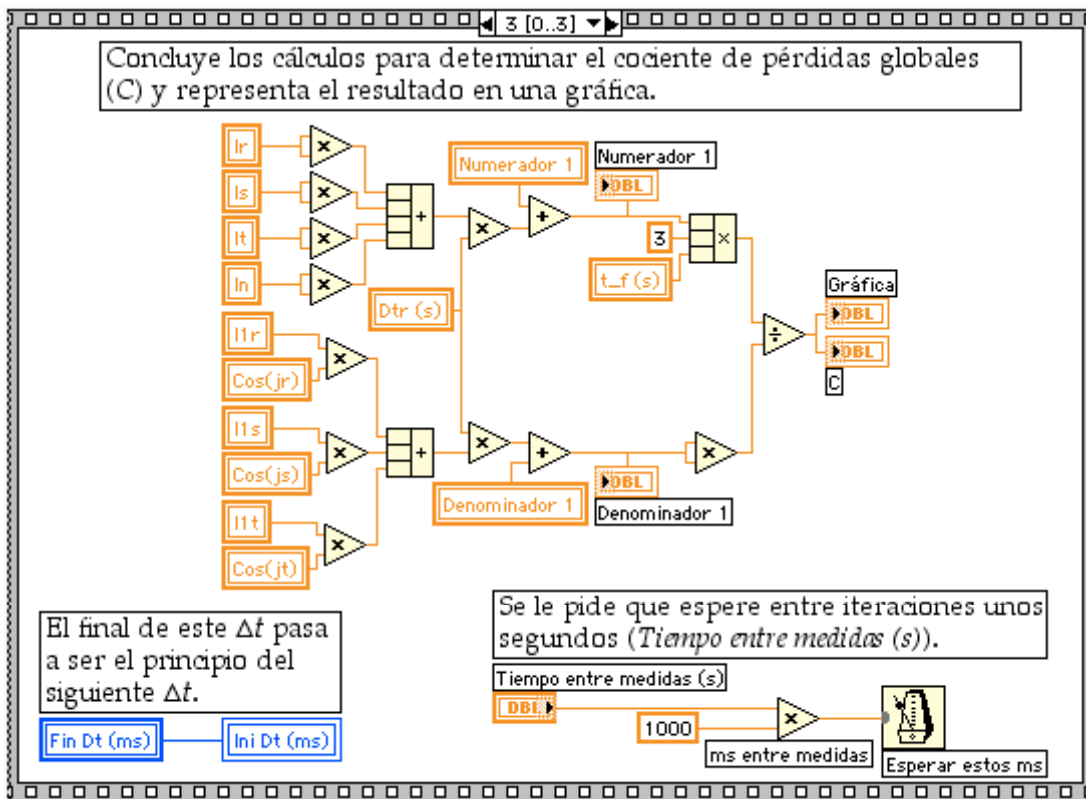 3 [0..3]
Concluye los cálculos para determinar el cociente de pérdidas globales
(C) y representa el resultado en una gráfica.
Ir
Is
It
In
Numerador 1
Numerador 1
DBL
3
t_f (s)
Dtr (s)
Gráfica
DBL
DBL
C
I1r
Cos(jr)
I1s
Cos(js)
I1t
Cos(jt)
Denominador 1
DBL
Denominador 1
El final de este Δt pasa
a ser el principio del
siguiente Δt.
Fin Dt (ms)
Ini Dt (ms)
Se le pide que espere entre iteraciones unos
segundos (Tiempo entre medidas (s)).
Tiempo entre medidas (s)
DBL
1000
ms entre medidas
Esperar estos ms